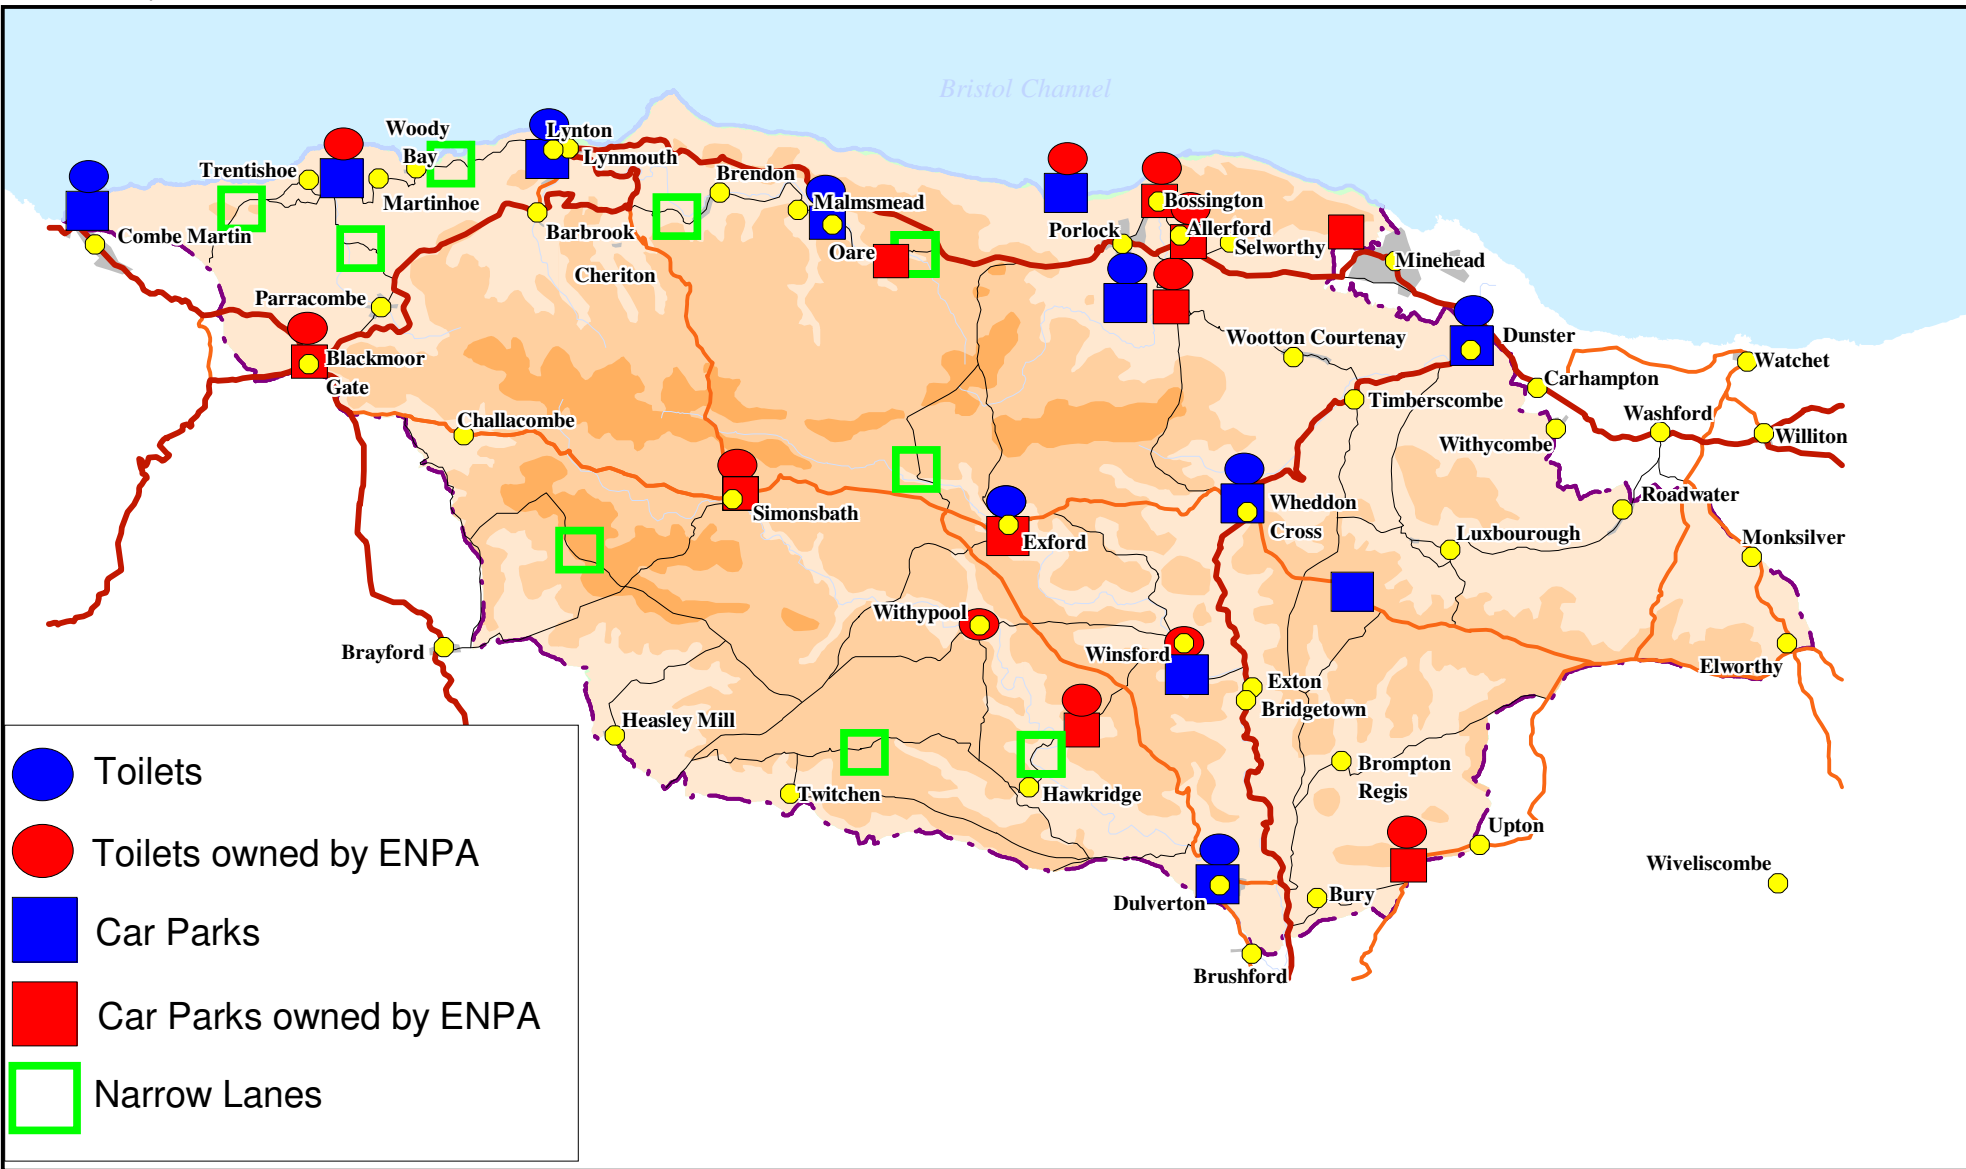 Bristol Channel
Woody
Bay
Lynton
Lynmouth
Trentishoe
Martinhoe
Brendon
Malmsmead
Bossington
Combe Martin
Barbrook
Oare
Porlock
Allerford
Selworthy
Minehead
Cheriton
Parracombe
Blackmoor
Gate
Wootton Courtenay
Dunster
Watchet
Carhampton
Timberscombe
Washford
Challacombe
Withycombe
Williton
Simonsbath
Wheddon
Cross
Roadwater
Exford
Luxbourough
Monksilver
Withypool
Brayford
Winsford
Elworthy
Exton
Bridgetown
Heasley Mill
Brompton
Regis
Twitchen
Hawkridge
Upton
Wiveliscombe
Dulverton
Bury
Brushford
Toilets
Toilets owned by ENPA
Car Parks
Car Parks owned by ENPA
Narrow Lanes